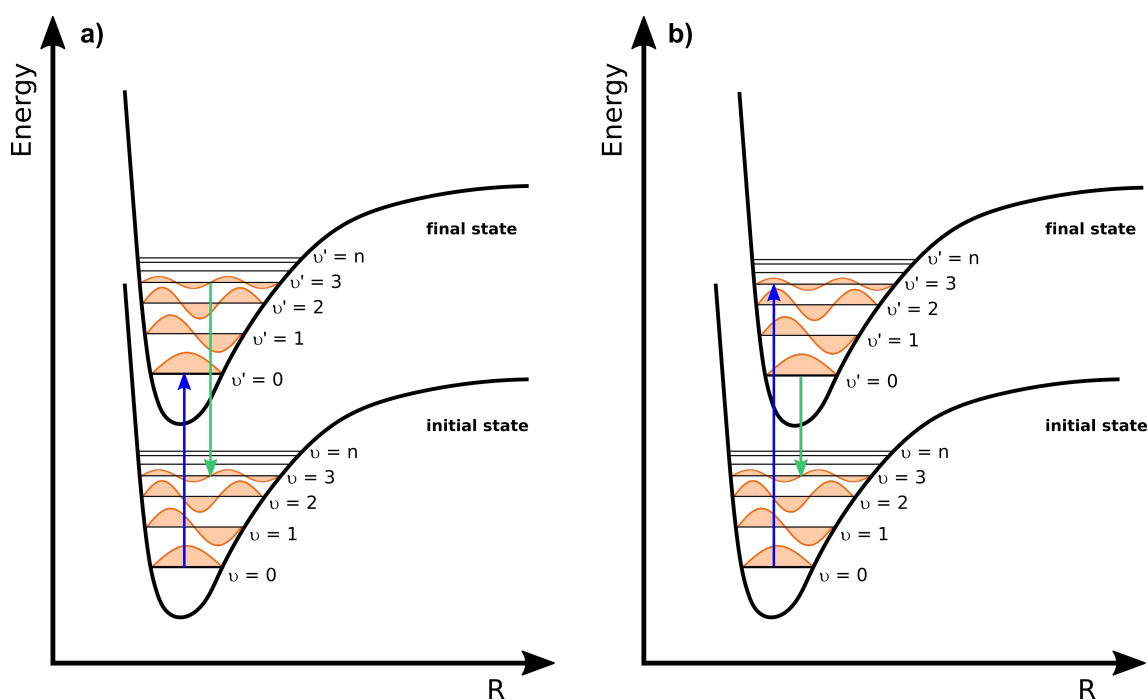 a)
Energy
final state
υ' = n
υ' = 3
υ' = 2
υ' = 1
υ' = 0
initial state
υ = n
υ = 3
υ = 2
υ = 1
υ = 0
R
b)
Energy
final state
υ' = n
υ' = 3
υ' = 2
υ' = 1
υ' = 0
initial state
υ = n
υ = 3
υ = 2
υ = 1
υ = 0
R